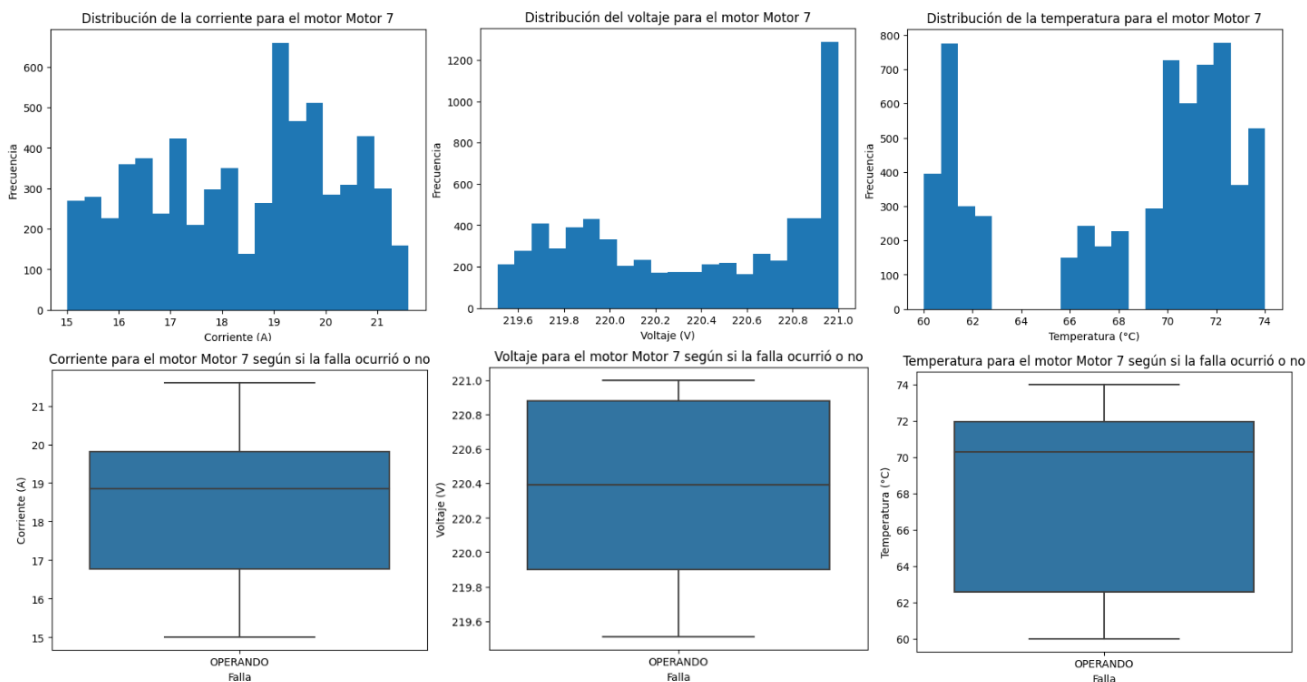 Distribución de la corriente para el motor Motor 7
Frecuencia
600
500
400
300
200
100
0
15 16 17 18 19 20 21
Corriente (A)
Distribución del voltaje para el motor Motor 7
Frecuencia
1200
1000
800
600
400
200
0
219.6 219.8 220.0 220.2 220.4 220.6 220.8 221.0
Voltaje (V)
Distribución de la temperatura para el motor Motor 7
Frecuencia
800
700
600
500
400
300
200
100
0
60 62 64 66 68 70 72 74
Temperatura (°C)
Corriente para el motor Motor 7 según si la falla ocurrió o no
Corriente (A)
21
20
19
18
17
16
15
OPERANDO
Falla
Voltaje para el motor Motor 7 según si la falla ocurrió o no
Voltaje (V)
221.0
220.8
220.6
220.4
220.2
220.0
219.8
219.6
OPERANDO
Falla
Temperatura para el motor Motor 7 según si la falla ocurrió o no
Temperatura (°C)
74
72
70
68
66
64
62
60
OPERANDO
Falla